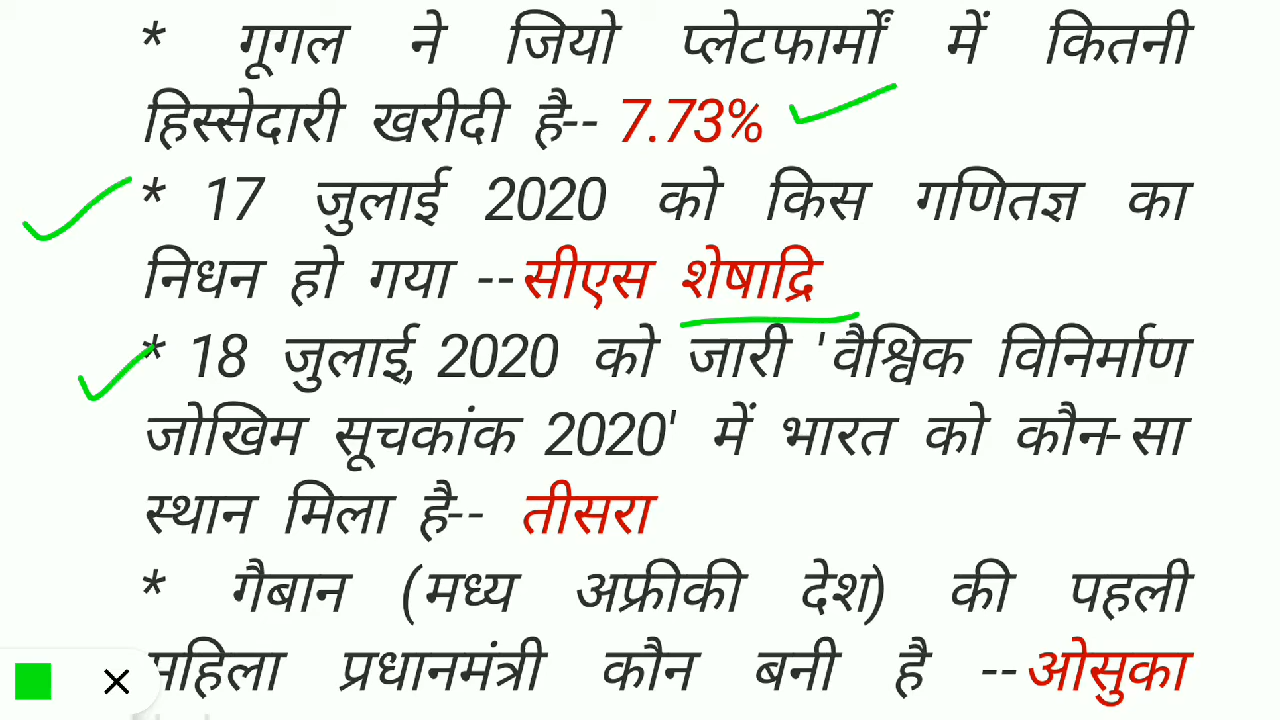 * गूगल ने जियो प्लेटफार्मों में कितनी
हिस्सेदारी खरीदी है-- 7.73%
* 17 जुलाई 2020 को किस गणितज्ञ का
निधन हो गया --सीएस शेषाद्रि
* 18 जुलाई, 2020 को जारी 'वैश्विक विनिर्माण
जोखिम सूचकांक 2020' में भारत को कौन-सा
स्थान मिला है-- तीसरा
* गैबान (मध्य अफ्रीकी देश) की पहली
महिला प्रधानमंत्री कौन बनी है --ओसुका